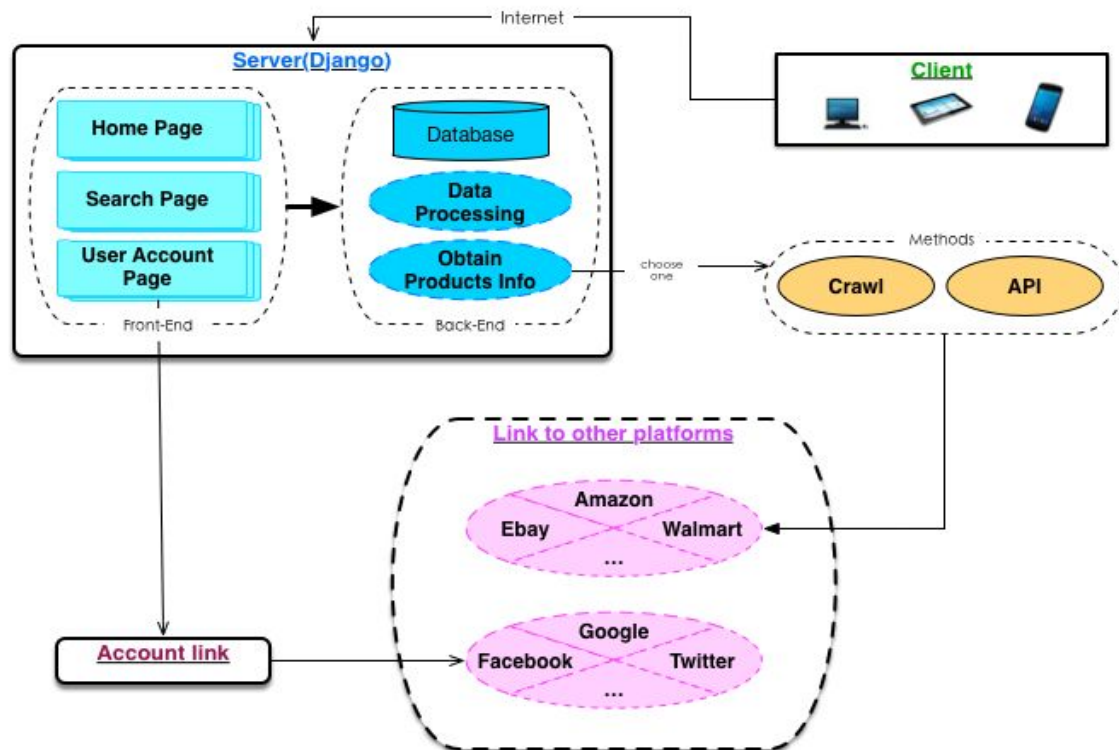 Internet
Server(Django)
Client
Home Page
Search Page
User Account
Page
Front-End
Database
Data
Processing
Obtain
Products Info
Back-End
choose
one
Methods
Crawl
API
Link to other platforms
Amazon
Ebay
Walmart
...
Account link
Google
Facebook
Twitter
...